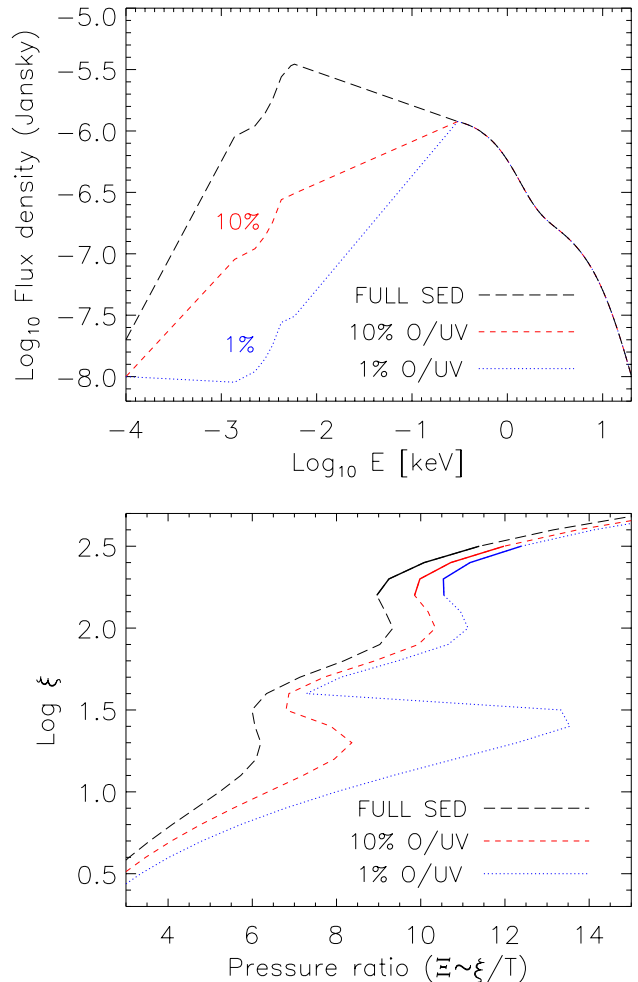 −5.0
−5.5
−6.0
−6.5
−7.0
−7.5
−8.0
Log₁₀ Flux density (Jansky)
10%
1%
FULL SED
10% O/UV
1% O/UV
−4 −3 −2 −1 0 1
Log₁₀ E [keV]
2.5
2.0
1.5
1.0
0.5
Log ξ
FULL SED
10% O/UV
1% O/UV
4 6 8 10 12 14
Pressure ratio (Ξ~ξ/T)